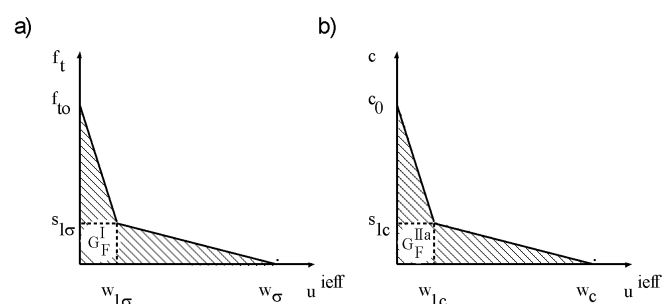 a)
f_t
f_to
s_1σ
G_F^I
w_1σ
w_σ
u^ieff
b)
c
c_0
s_1c
G_F^IIa
w_1c
w_c
u^ieff